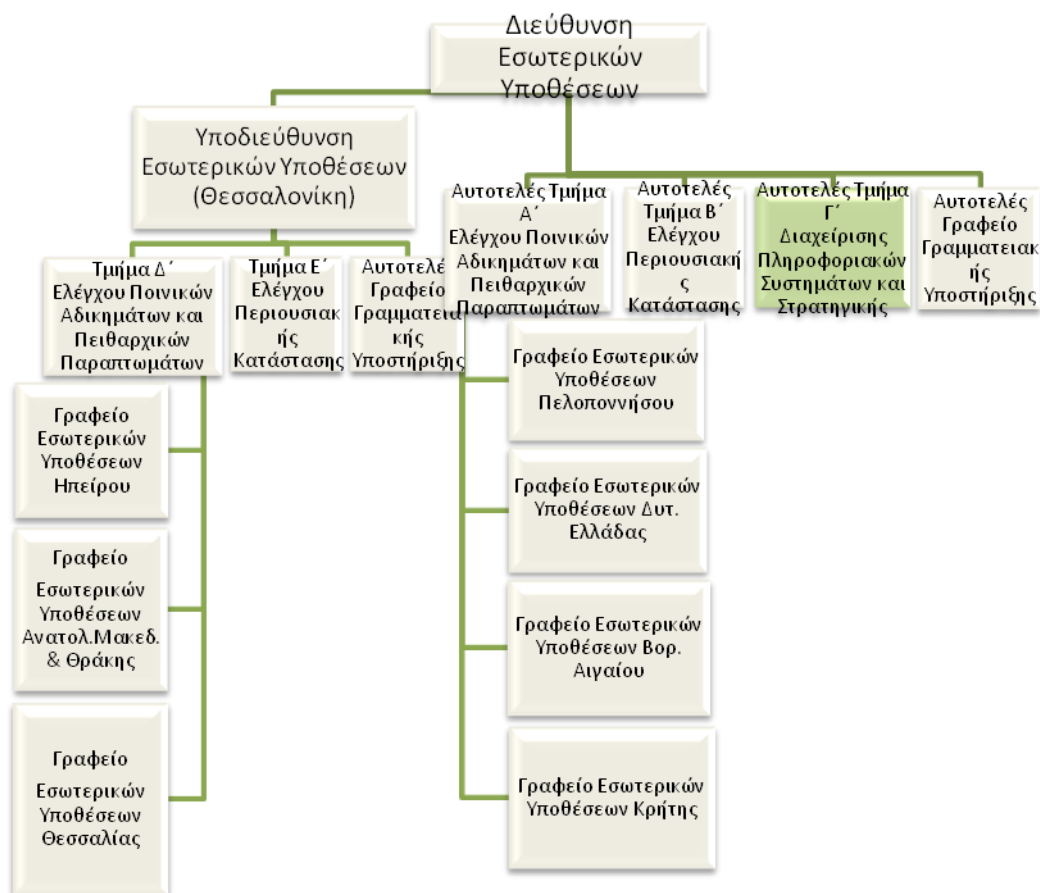 Διεύθυνση
Εσωτερικών
Υποθέσεων
Υποδιεύθυνση
Εσωτερικών Υποθέσεων
(Θεσσαλονίκη)
Τμήμα Δ΄
Ελέγχου Ποινικών
Αδικημάτων και
Πειθαρχικών
Παραπτωμάτων
Τμήμα Ε΄
Ελέγχου
Περιουσιακ
ής
Κατάστασης
Αυτοτελέ
Γραφείο
Γραμματεια
κής
Υποστήριξης
Γραφείο
Εσωτερικών
Υποθέσεων
Ηπείρου
Γραφείο
Εσωτερικών
Υποθέσεων
Ανατολ.Μακεδ.
& Θράκης
Γραφείο
Εσωτερικών
Υποθέσεων
Θεσσαλίας
Αυτοτελές Τμήμα
Α΄
Ελέγχου Ποινικών
Αδικημάτων και
Πειθαρχικών
Παραπτωμάτων
Αυτοτελές
Τμήμα Β΄
Ελέγχου
Περιουσιακή
ς
Κατάστασης
Αυτοτελές Τμήμα
Γ΄
Διαχείρισης
Πληροφοριακών
Συστημάτων και
Στρατηγικής
Αυτοτελές
Γραφείο
Γραμματειακ
ής
Υποστήριξης
Γραφείο Εσωτερικών
Υποθέσεων
Πελοποννήσου
Γραφείο Εσωτερικών
Υποθέσεων Δυτ.
Ελλάδας
Γραφείο Εσωτερικών
Υποθέσεων Βορ.
Αιγαίου
Γραφείο Εσωτερικών
Υποθέσεων Κρήτης